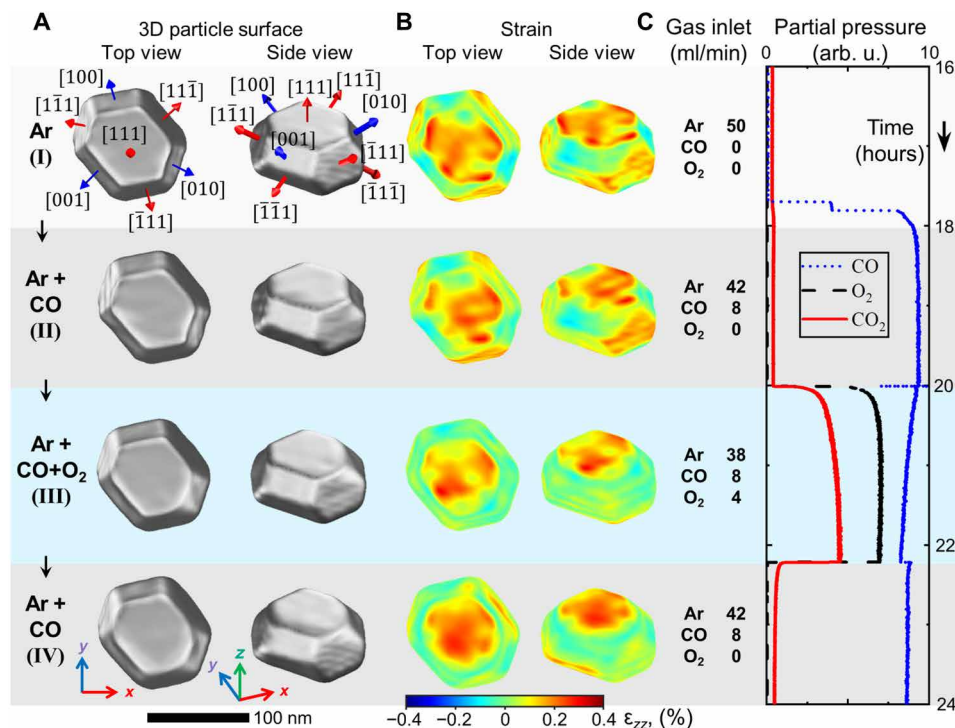 A
3D particle surface
Top view Side view
B
Strain
Top view Side view
Gas inlet
(ml/min)
C
Partial pressure
0 (arb. u.) 10
16
Time
(hours)
18
20
22
24
Ar
(I)
[100]
[11̄1]
[111̄]
[111]
[001]
[010]
[1̄11]
[100]
[111]
[111̄]
[11̄1]
[010]
[001]
[1̄11]
[1̄11̄]
[1̄1̄1]
Ar 50
CO 0
O₂ 0
Ar +
CO
(II)
Ar 42
CO 8
O₂ 0
CO
O₂
CO₂
Ar +
CO+O₂
(III)
Ar 38
CO 8
O₂ 4
Ar +
CO
(IV)
Ar 42
CO 8
O₂ 0
y
x
y
z
x
100 nm
−0.4 −0.2 0 0.2 0.4 εzz, (%)